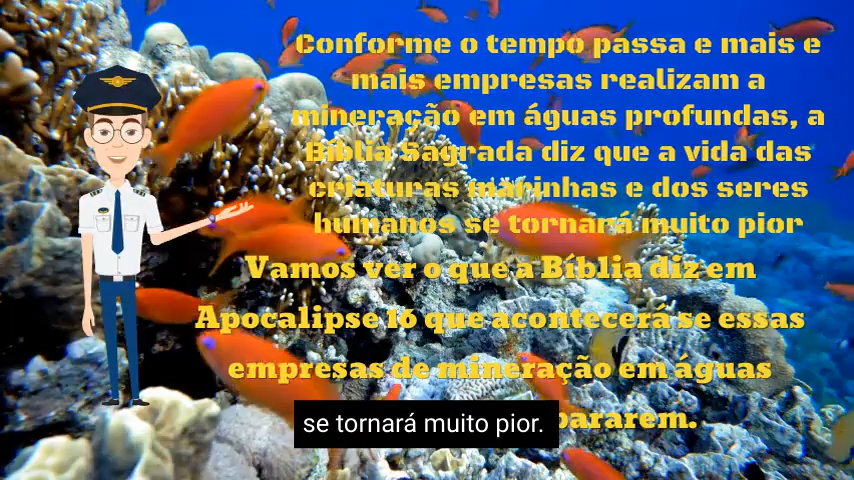 Conforme o tempo passa e mais e
mais empresas realizam a
mineração em águas profundas, a
Bíblia Sagrada diz que a vida das
criaturas marinhas e dos seres
humanos se tornará muito pior
Vamos ver o que a Bíblia diz em
Apocalipse 16 que acontecerá se essas
empresas de mineração em águas
pararem.
se tornará muito pior.